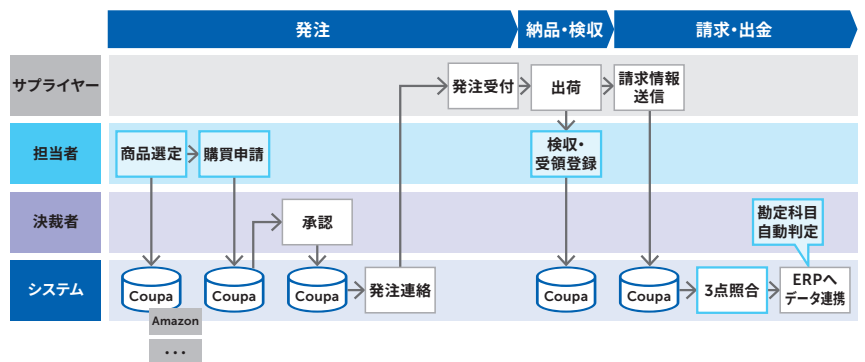 発注
納品・検収
請求・出金
サプライヤー
発注受付
出荷
請求情報
送信
担当者
商品選定
購買申請
検収・
受領登録
決裁者
承認
勘定科目
自動判定
システム
Coupa
Coupa
Coupa
発注連絡
Coupa
Coupa
3点照合
ERPへ
データ連携
Amazon
・・・